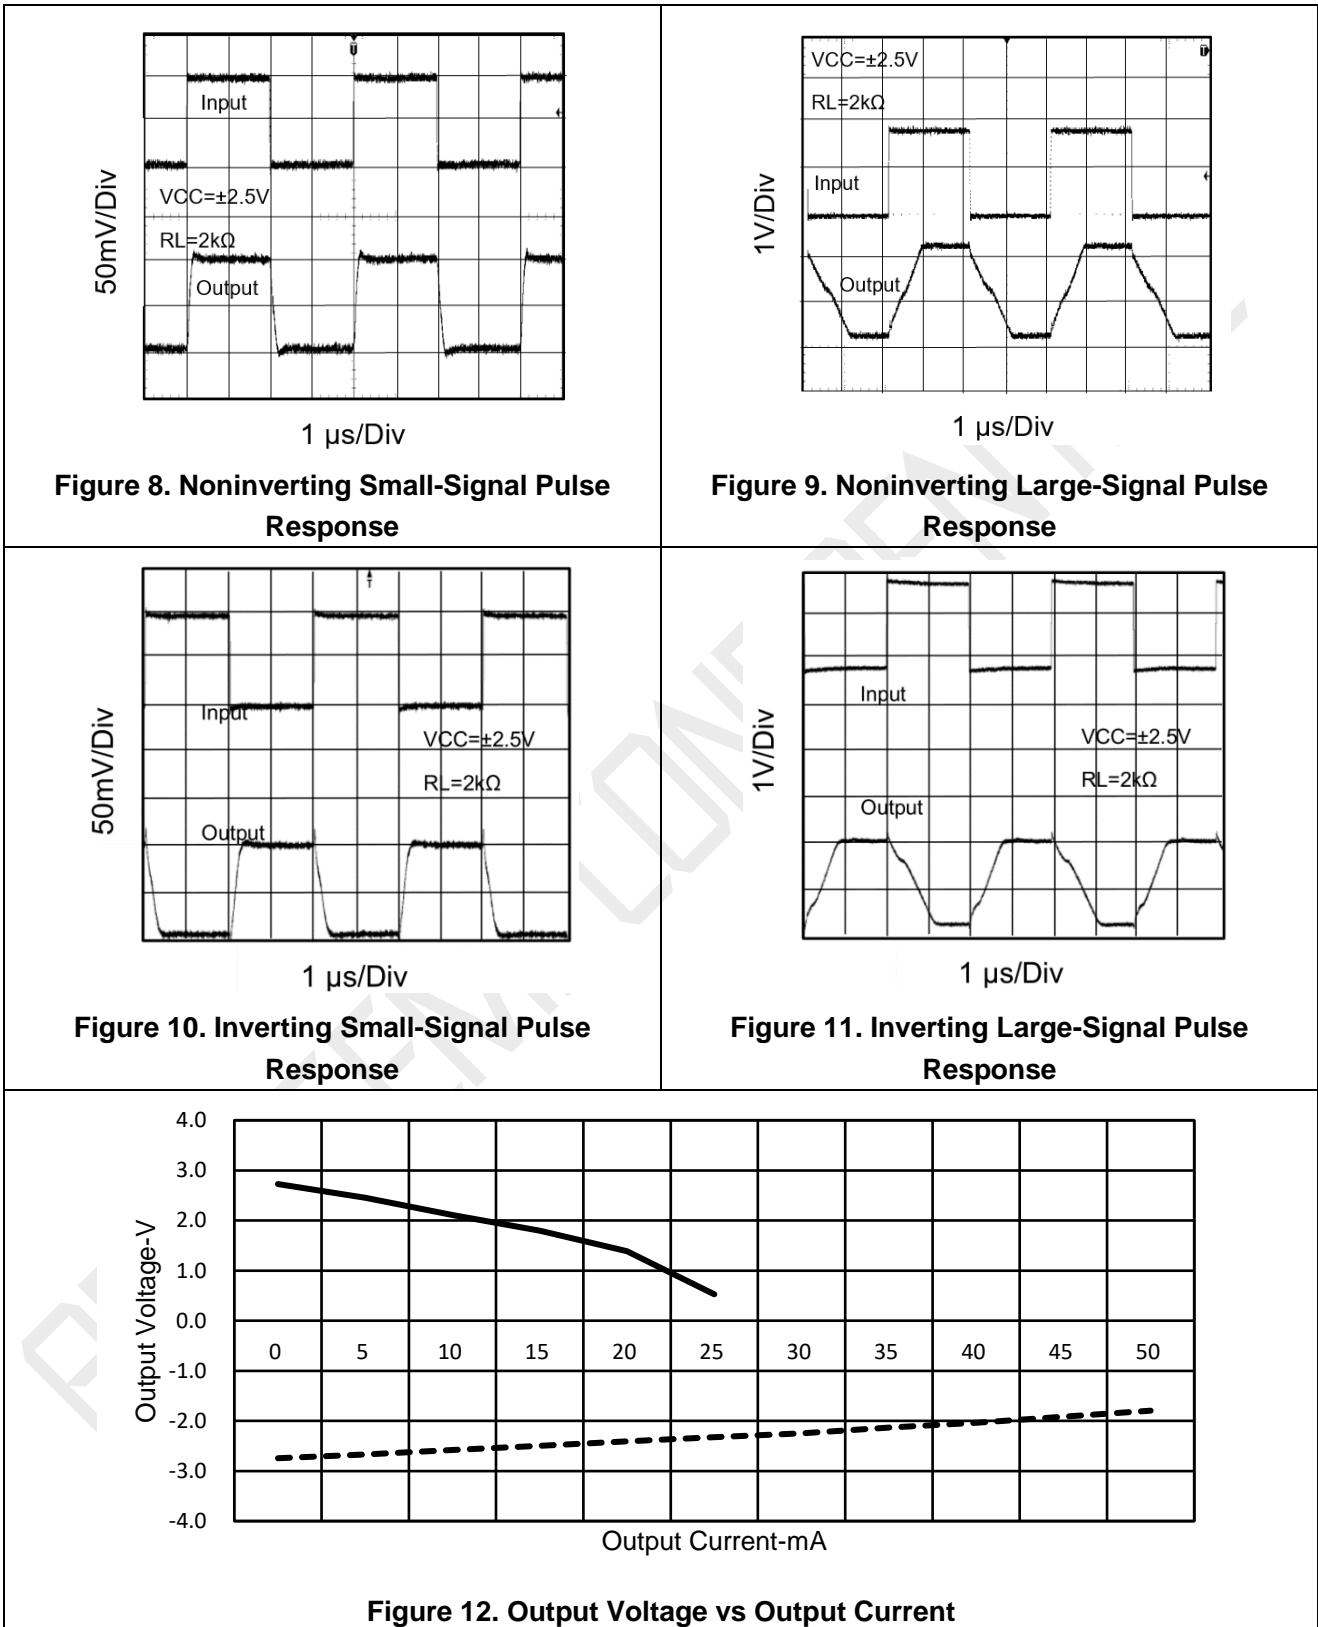 Input
VCC=±2.5V
RL=2kΩ
Output
50mV/Div
1 µs/Div
Figure 8. Noninverting Small-Signal Pulse
Response
VCC=±2.5V
RL=2kΩ
Input
Output
1V/Div
1 µs/Div
Figure 9. Noninverting Large-Signal Pulse
Response
Input
VCC=±2.5V
RL=2kΩ
Output
50mV/Div
1 µs/Div
Figure 10. Inverting Small-Signal Pulse
Response
Input
VCC=±2.5V
RL=2kΩ
Output
1V/Div
1 µs/Div
Figure 11. Inverting Large-Signal Pulse
Response
4.0
3.0
2.0
1.0
0.0
-1.0
-2.0
-3.0
-4.0
Output Voltage-V
0 5 10 15 20 25 30 35 40 45 50
Output Current-mA
Figure 12. Output Voltage vs Output Current